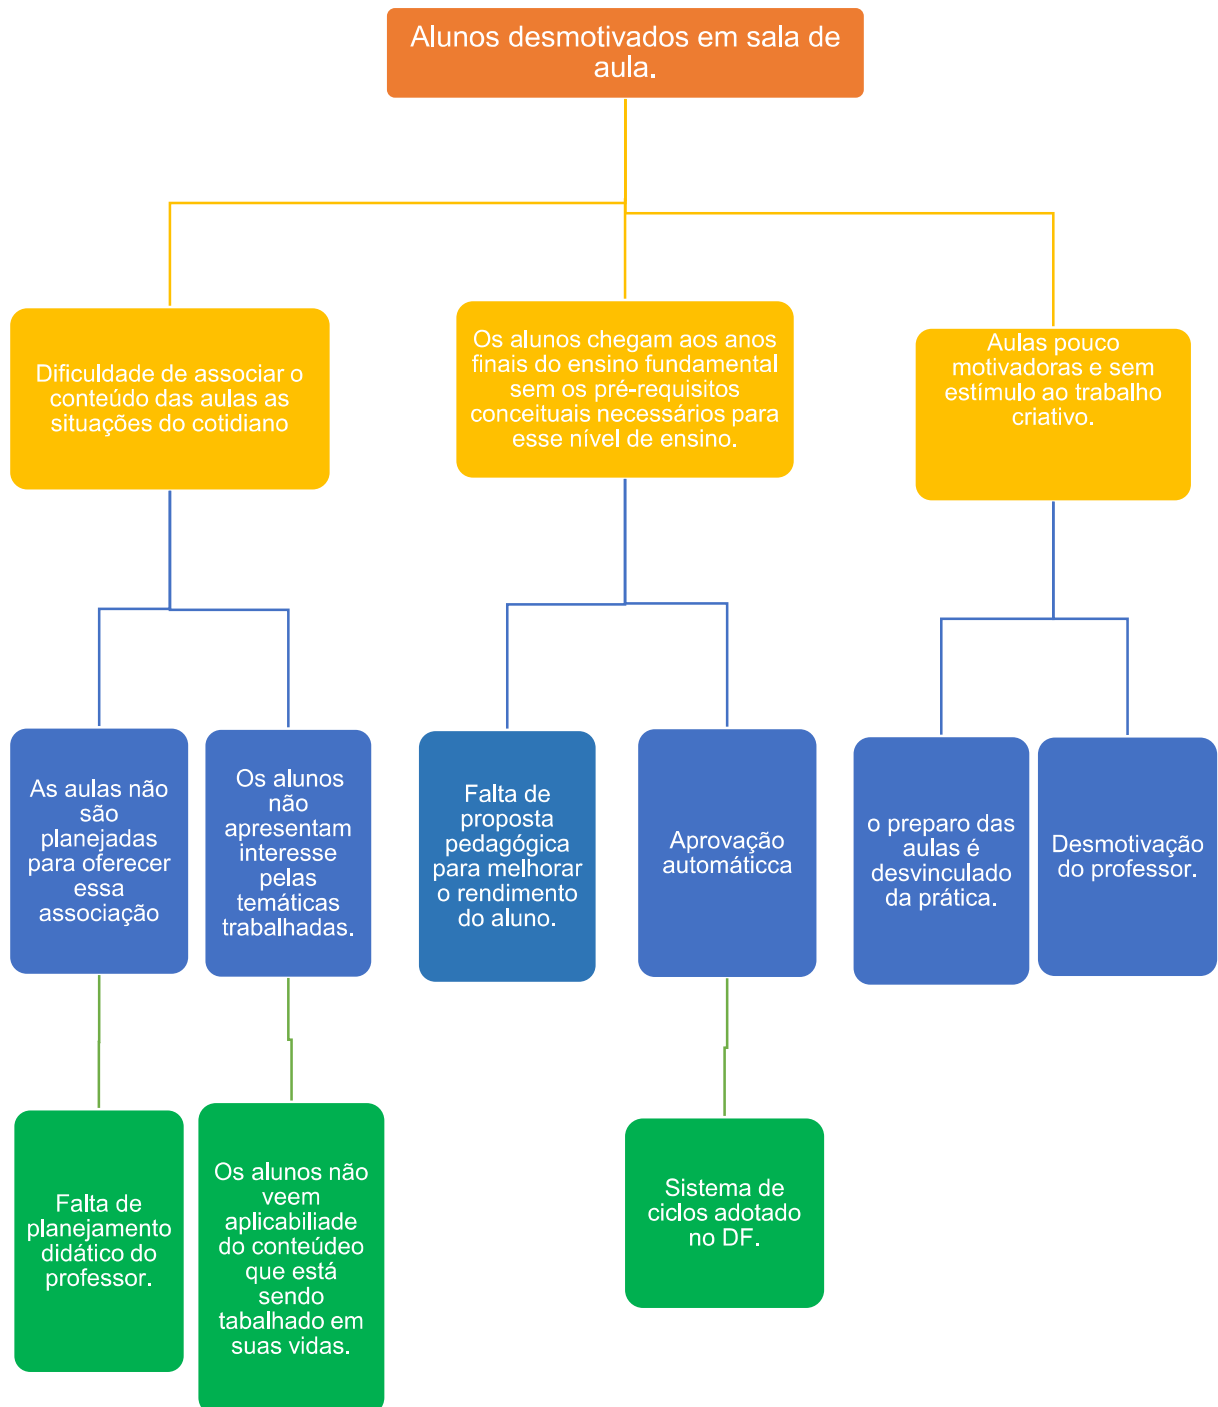 Alunos desmotivados em sala de
aula.
Dificuldade de associar o
conteúdo das aulas as
situações do cotidiano
Os alunos chegam aos anos
finais do ensino fundamental
sem os pré-requisitos
conceituais necessários para
esse nível de ensino.
Aulas pouco
motivadoras e sem
estímulo ao trabalho
criativo.
As aulas não
são
planejadas
para oferecer
essa
associação
Os alunos
não
apresentam
interesse
pelas
temáticas
trabalhadas.
Falta de
proposta
pedagógica
para melhorar
o rendimento
do aluno.
Aprovação
automáticca
o preparo das
aulas é
desvinculado
da prática.
Desmotivação
do professor.
Falta de
planejamento
didático do
professor.
Os alunos não
veem
aplicabiliade
do conteúdeo
que está
sendo
tabalhado em
suas vidas.
Sistema de
ciclos adotado
no DF.